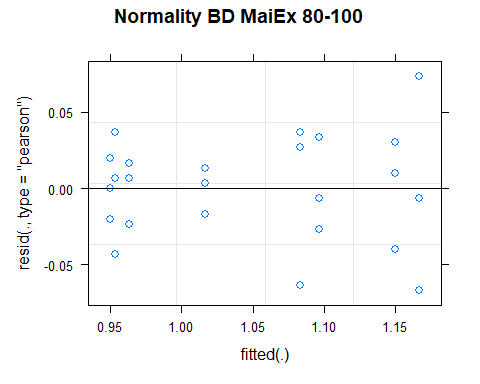 Normality BD MaiEx 80-100
resid(., type = "pearson")
0.05
0.00
-0.05
0.95 1.00 1.05 1.10 1.15
fitted(.)